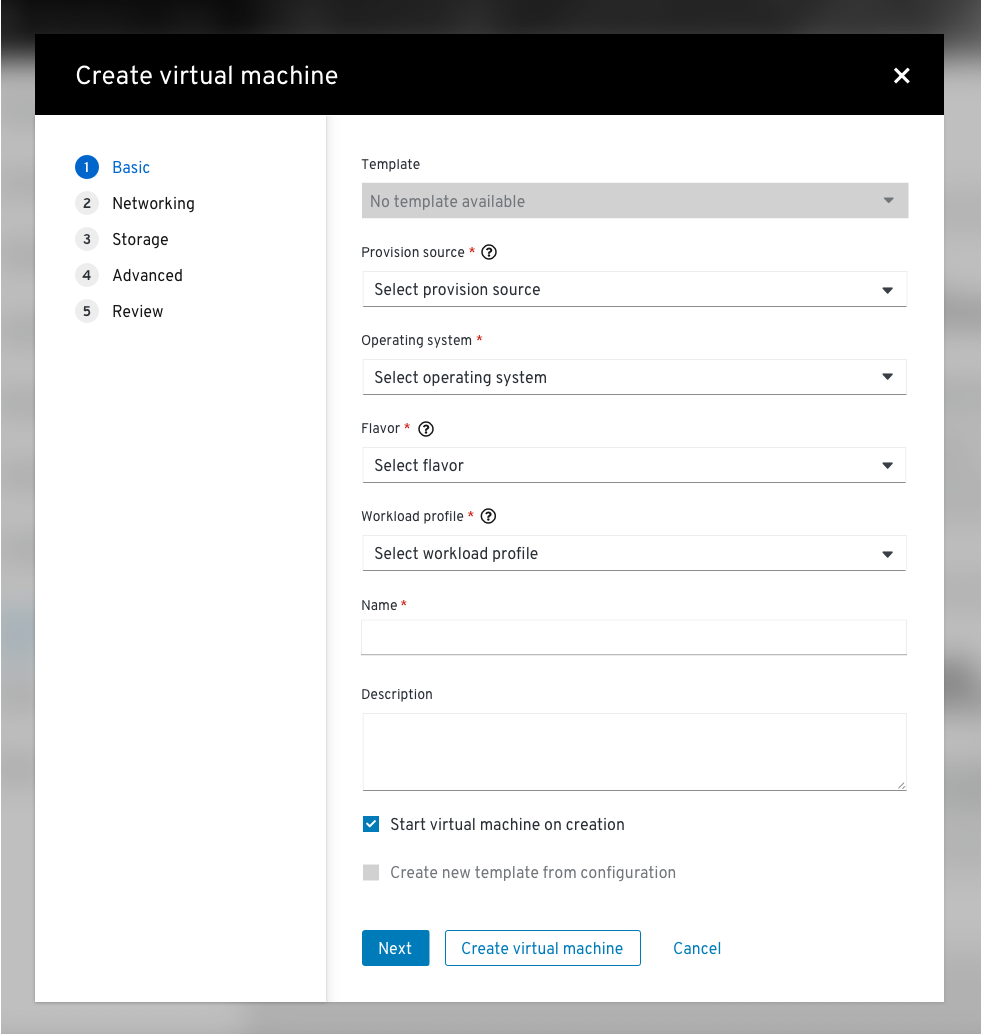 Create virtual machine
1 Basic
2 Networking
3 Storage
4 Advanced
5 Review
Template
No template available
Provision source *
Select provision source
Operating system *
Select operating system
Flavor *
Select flavor
Workload profile *
Select workload profile
Name *
Description
Start virtual machine on creation
Create new template from configuration
Next Create virtual machine Cancel